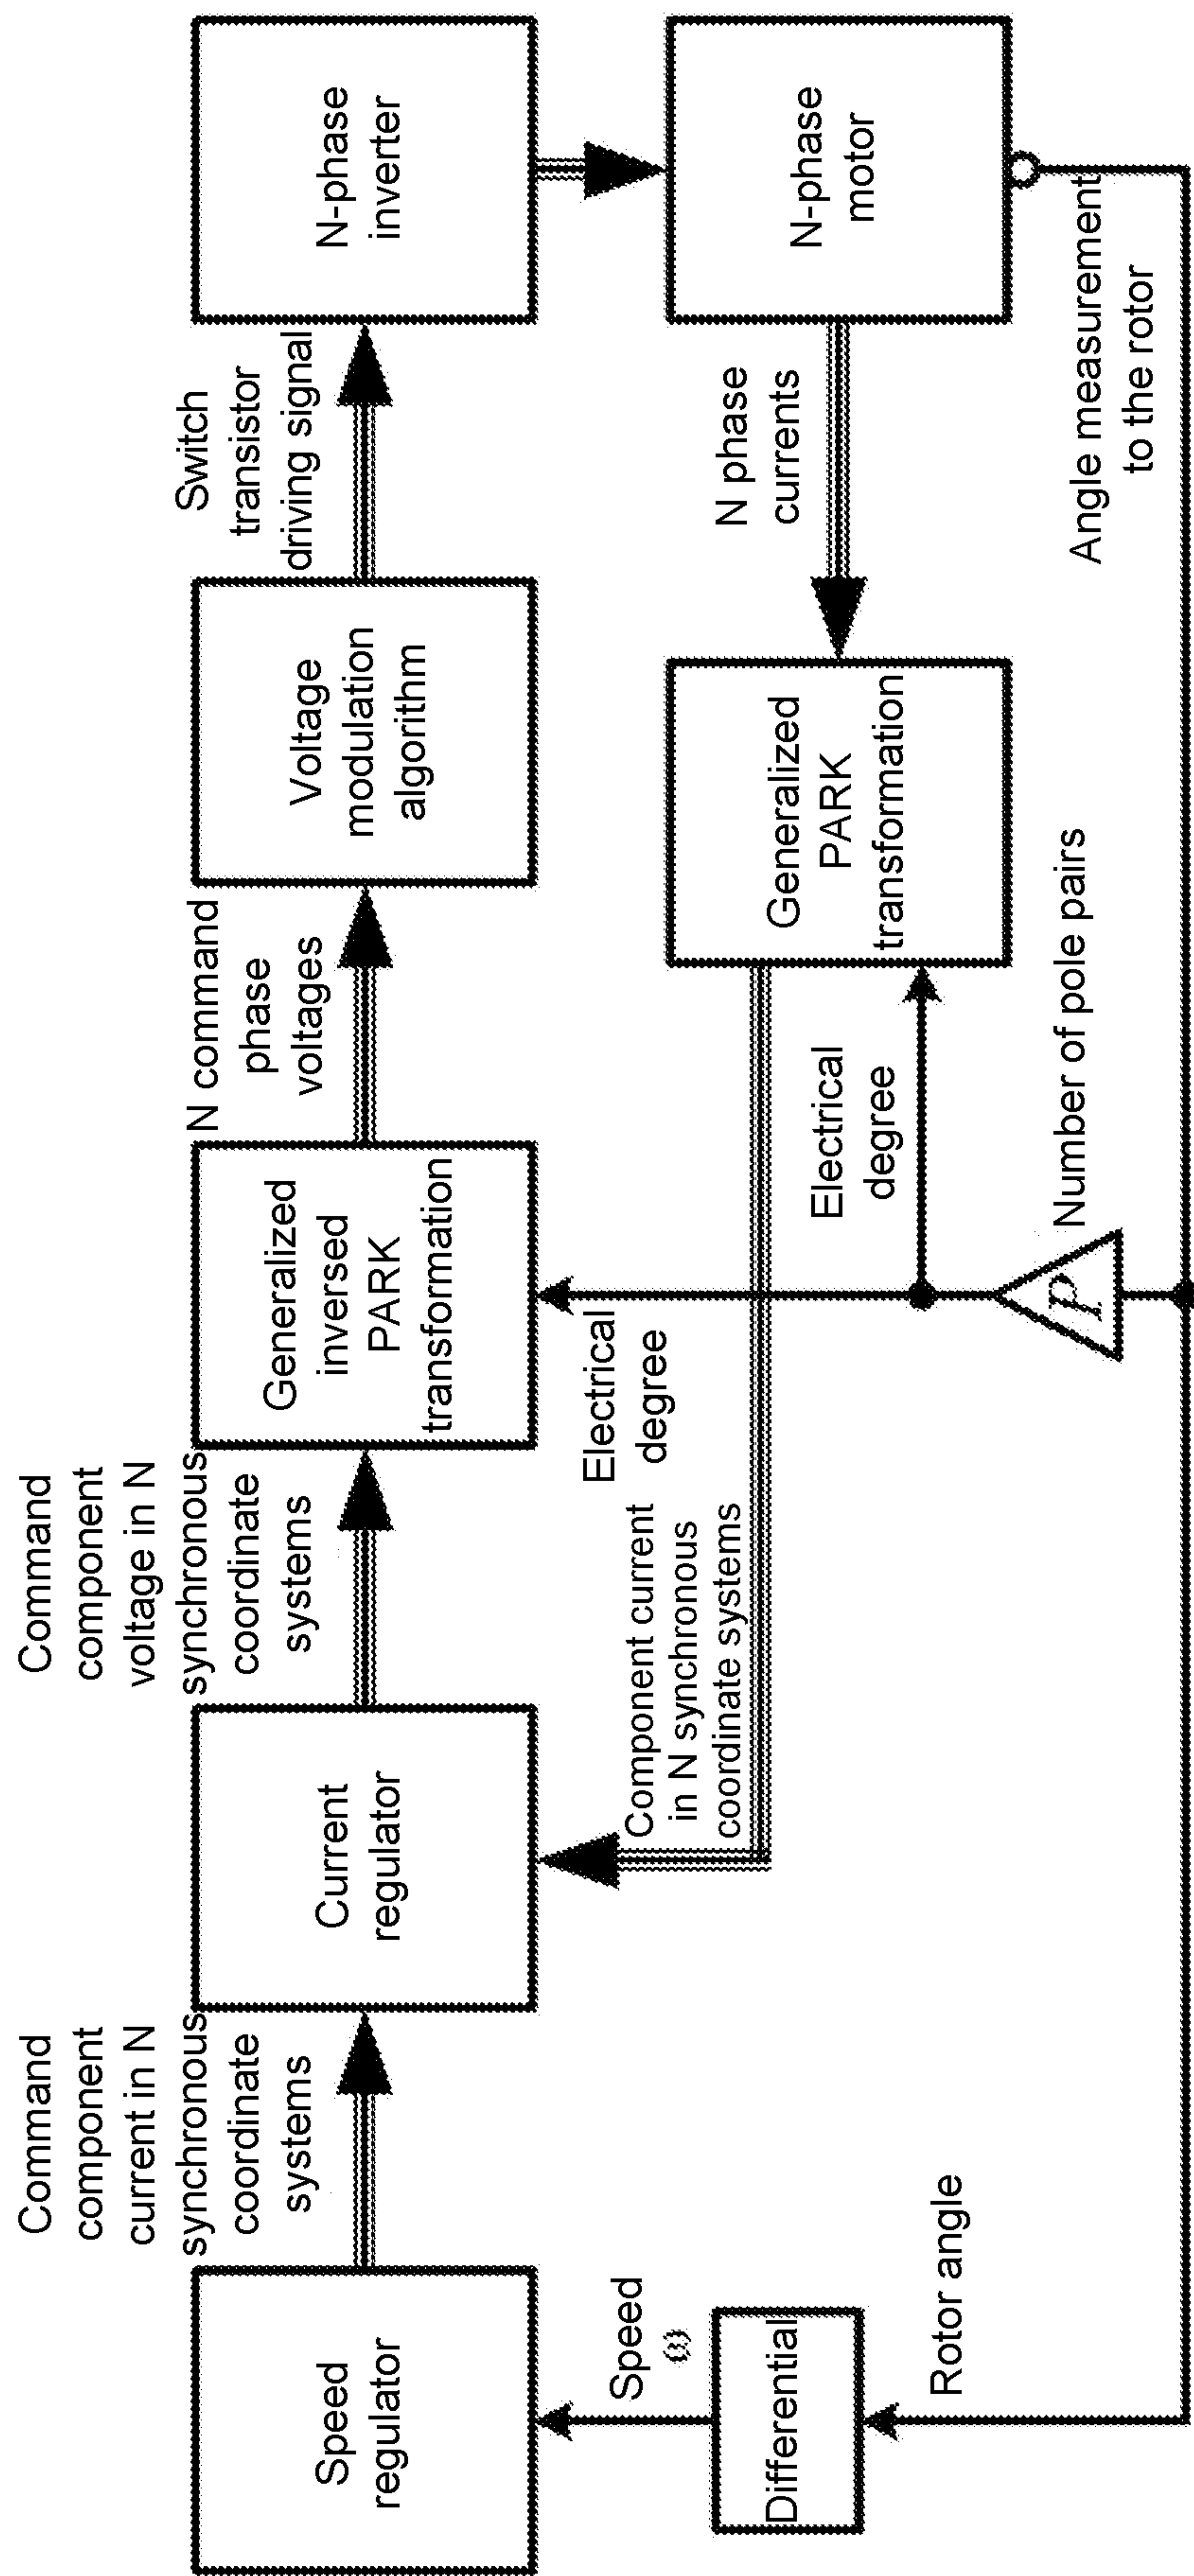 Command
component
current in N
synchronous
coordinate
systems
Command
component
voltage in N
synchronous
coordinate
systems
N command
phase
voltages
Switch
transistor
driving signal
Speed
regulator
Current
regulator
Generalized
inversed
PARK
transformation
Voltage
modulation
algorithm
N-phase
inverter
Speed
ω
Component current
in N synchronous
coordinate systems
Electrical
degree
Electrical
degree
N phase
currents
Differential
Generalized
PARK
transformation
N-phase
motor
Rotor angle
P
Number of pole pairs
Angle measurement
to the rotor